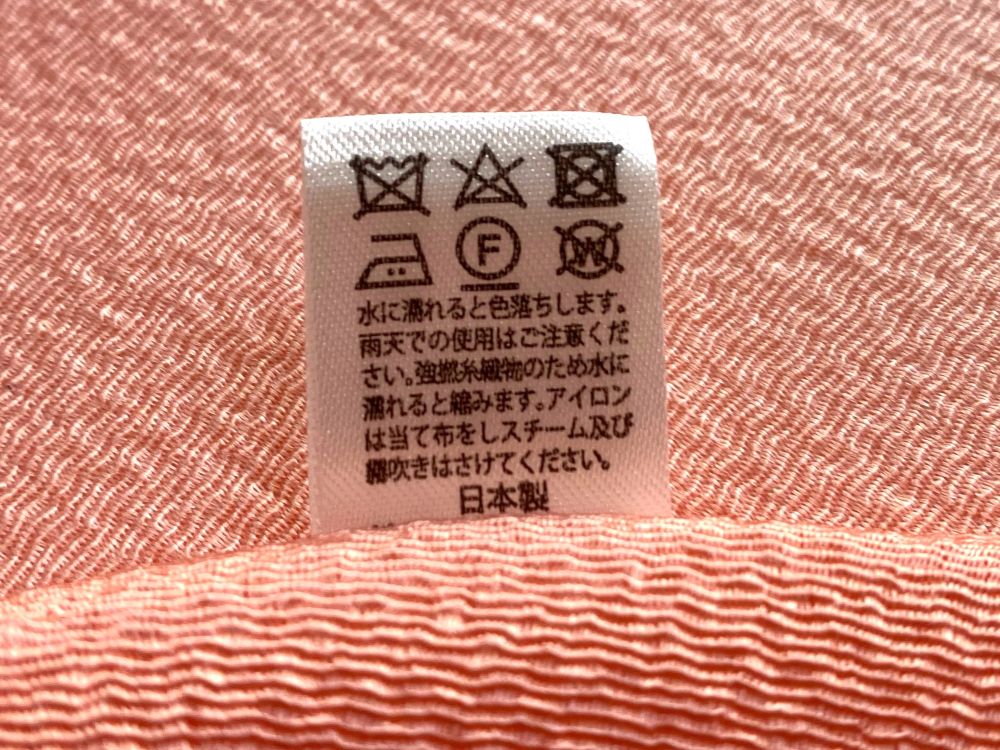 F W
水に濡れると色落ちします。
雨天での使用はご注意くだ
さい。強撚糸織物のため水に
濡れると縮みます。アイロン
は当て布をしスチーム及び
霧吹きはさけてください。
日本製